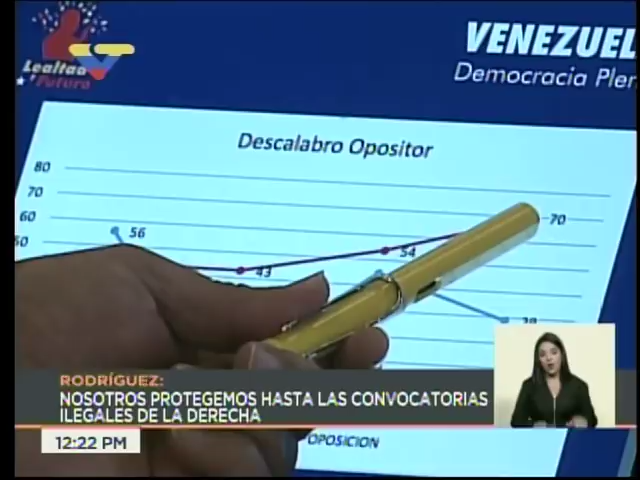 Lealtad
Futuro
VENEZUEL
Democracia Plen
Descalabro Opositor
80
70
60
50
56
43
54
70
OPOSICION
RODRÍGUEZ:
NOSOTROS PROTEGEMOS HASTA LAS CONVOCATORIAS
ILEGALES DE LA DERECHA
12:22 PM